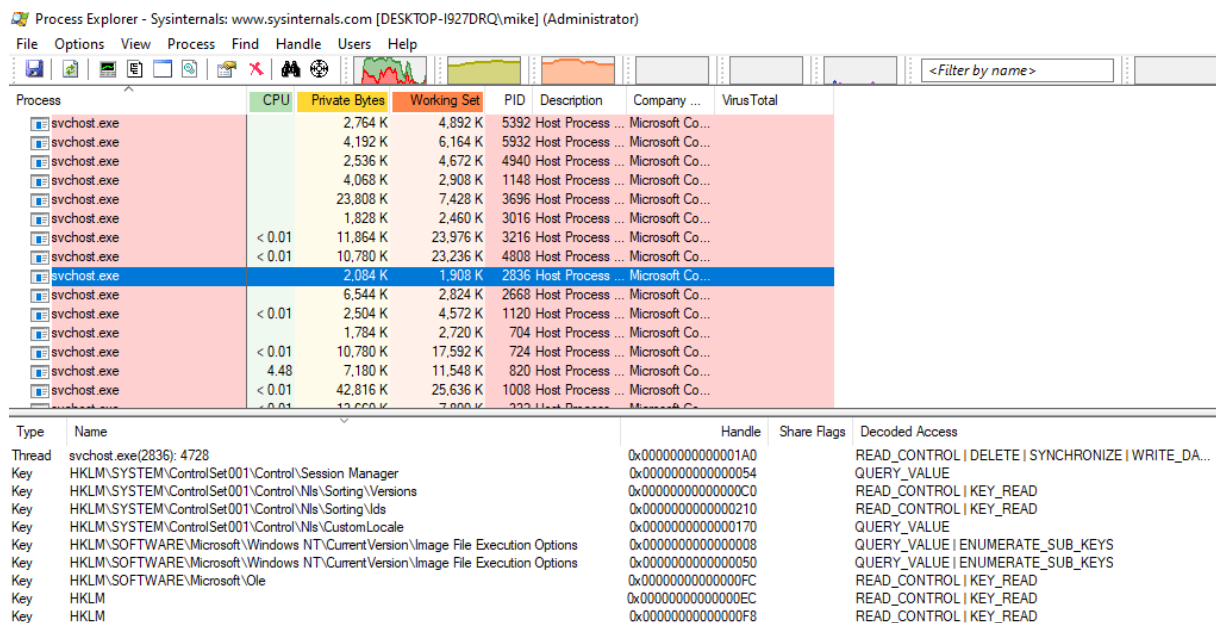 Process Explorer - Sysinternals: www.sysinternals.com [DESKTOP-I927DRQ\mike] (Administrator)
File Options View Process Find Handle Users Help
<Filter by name>
Process CPU Private Bytes Working Set PID Description Company ... VirusTotal
svchost.exe 2,764 K 4,892 K 5392 Host Process ... Microsoft Co...
svchost.exe 4,192 K 6,164 K 5932 Host Process ... Microsoft Co...
svchost.exe 2,536 K 4,672 K 4940 Host Process ... Microsoft Co...
svchost.exe 4,068 K 2,908 K 1148 Host Process ... Microsoft Co...
svchost.exe 23,808 K 7,428 K 3696 Host Process ... Microsoft Co...
svchost.exe 1,828 K 2,460 K 3016 Host Process ... Microsoft Co...
svchost.exe < 0.01 11,864 K 23,976 K 3216 Host Process ... Microsoft Co...
svchost.exe < 0.01 10,780 K 23,236 K 4808 Host Process ... Microsoft Co...
svchost.exe 2,084 K 1,908 K 2836 Host Process ... Microsoft Co...
svchost.exe 6,544 K 2,824 K 2668 Host Process ... Microsoft Co...
svchost.exe < 0.01 2,504 K 4,572 K 1120 Host Process ... Microsoft Co...
svchost.exe 1,784 K 2,720 K 704 Host Process ... Microsoft Co...
svchost.exe < 0.01 10,780 K 17,592 K 724 Host Process ... Microsoft Co...
svchost.exe 4.48 7,180 K 11,548 K 820 Host Process ... Microsoft Co...
svchost.exe < 0.01 42,816 K 25,636 K 1008 Host Process ... Microsoft Co...
Type Name Handle Share Flags Decoded Access
Thread svchost.exe(2836): 4728 0x00000000000001A0 READ_CONTROL | DELETE | SYNCHRONIZE | WRITE_DA...
Key HKLM\SYSTEM\ControlSet001\Control\Session Manager 0x0000000000000054 QUERY_VALUE
Key HKLM\SYSTEM\ControlSet001\Control\Nls\Sorting\Versions 0x00000000000000C0 READ_CONTROL | KEY_READ
Key HKLM\SYSTEM\ControlSet001\Control\Nls\Sorting\Ids 0x0000000000000210 READ_CONTROL | KEY_READ
Key HKLM\SYSTEM\ControlSet001\Control\Nls\CustomLocale 0x0000000000000170 QUERY_VALUE
Key HKLM\SOFTWARE\Microsoft\Windows NT\CurrentVersion\Image File Execution Options 0x0000000000000008 QUERY_VALUE | ENUMERATE_SUB_KEYS
Key HKLM\SOFTWARE\Microsoft\Windows NT\CurrentVersion\Image File Execution Options 0x0000000000000050 QUERY_VALUE | ENUMERATE_SUB_KEYS
Key HKLM\SOFTWARE\Microsoft\Ole 0x00000000000000FC READ_CONTROL | KEY_READ
Key HKLM 0x00000000000000EC READ_CONTROL | KEY_READ
Key HKLM 0x00000000000000F8 READ_CONTROL | KEY_READ